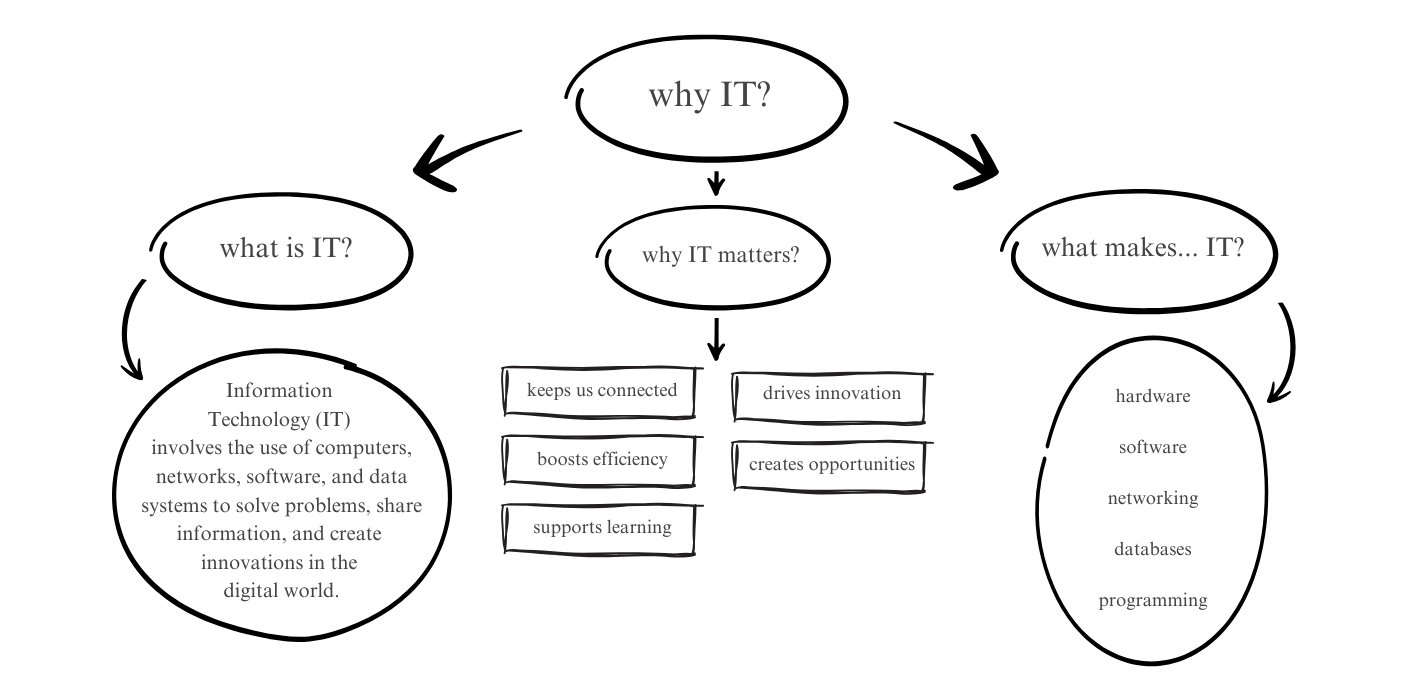 why IT?
what is IT?
why IT matters?
what makes... IT?
Information
Technology (IT)
involves the use of computers,
networks, software, and data
systems to solve problems, share
information, and create
innovations in the
digital world.
keeps us connected
drives innovation
boosts efficiency
creates opportunities
supports learning
hardware
software
networking
databases
programming